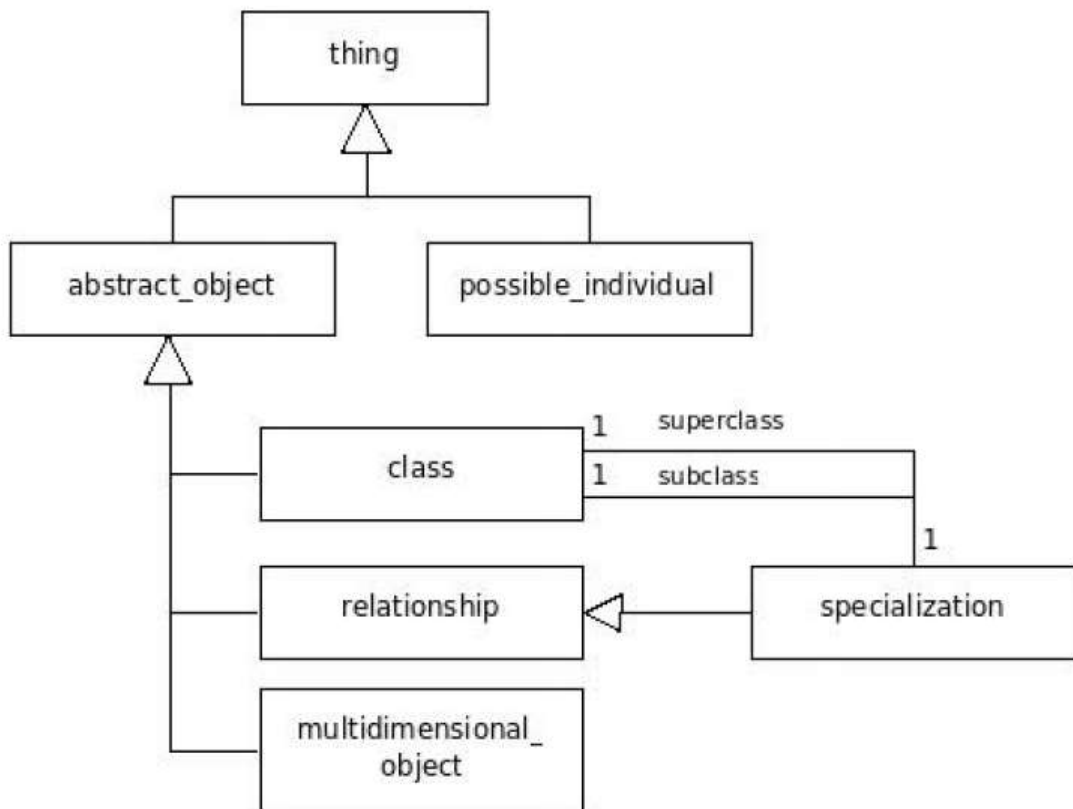 thing
abstract_object
possible_individual
1 superclass
class
1 subclass
1
relationship
specialization
multidimensional_
object